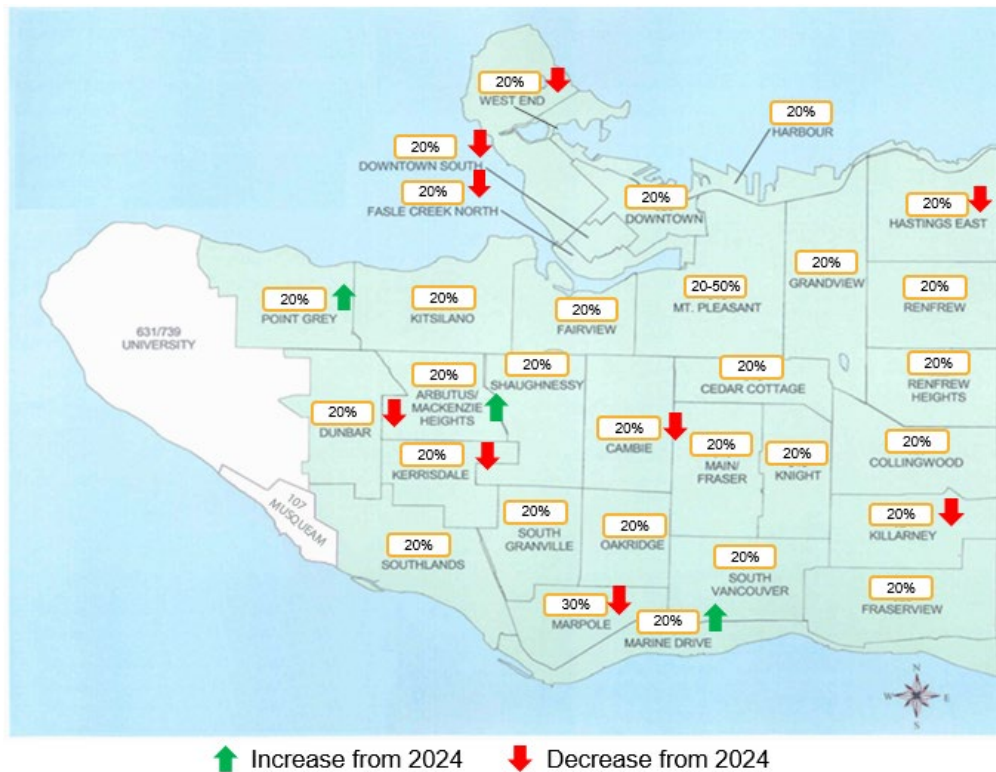 20%
WEST END
20%
HARBOUR
20%
DOWNTOWN SOUTH
20%
FASLE CREEK NORTH
20%
DOWNTOWN
20%
HASTINGS EAST
20%
POINT GREY
20%
KITSILANO
20%
FAIRVIEW
20-50%
MT. PLEASANT
20%
GRANDVIEW
20%
RENFREW
631/739
UNIVERSITY
20%
DUNBAR
20%
ARBUTUS/
MACKENZIE
HEIGHTS
20%
SHAUGHNESSY
20%
CEDAR COTTAGE
20%
RENFREW
HEIGHTS
20%
KERRISDALE
20%
CAMBIE
20%
MAIN/
FRASER
20%
KNIGHT
20%
COLLINGWOOD
107
MUSQUEAM
20%
SOUTHLANDS
20%
SOUTH
GRANVILLE
20%
OAKRIDGE
20%
SOUTH
VANCOUVER
20%
KILLARNEY
30%
MARPOLE
20%
MARINE DRIVE
20%
FRASERVIEW
N
W E
S
Increase from 2024 Decrease from 2024